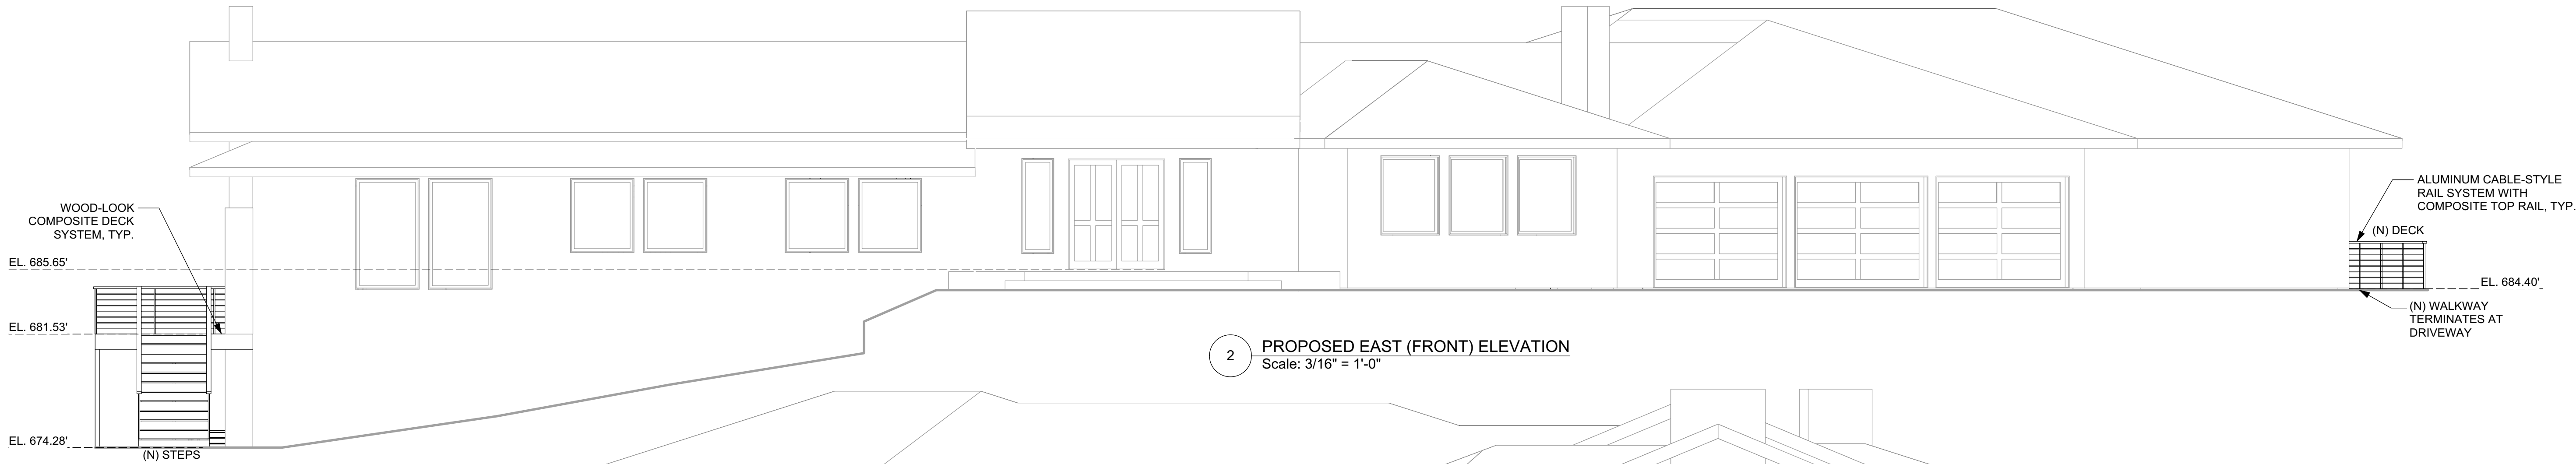 WOOD-LOOK
COMPOSITE DECK
SYSTEM, TYP.
EL. 685.65'
EL. 681.53'
EL. 674.28'
(N) STEPS
2
PROPOSED EAST (FRONT) ELEVATION
Scale: 3/16" = 1'-0"
ALUMINUM CABLE-STYLE
RAIL SYSTEM WITH
COMPOSITE TOP RAIL, TYP.
(N) DECK
EL. 684.40'
(N) WALKWAY
TERMINATES AT
DRIVEWAY